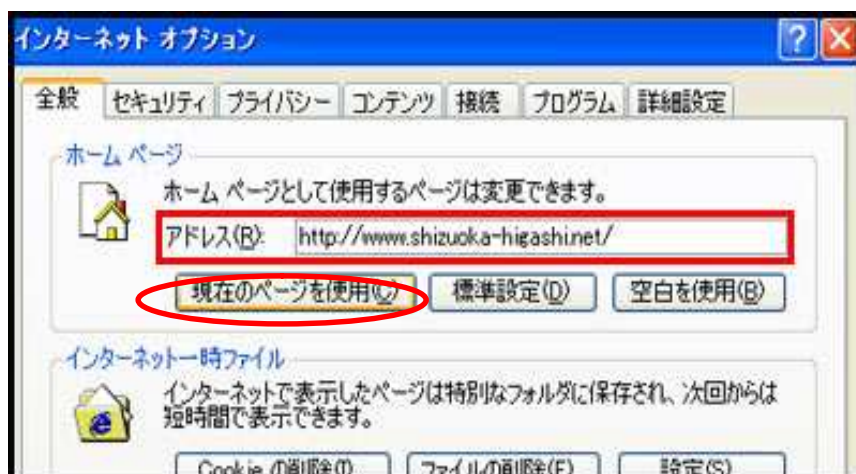 インターネット オプション
全般 セキュリティ プライバシー コンテンツ 接続 プログラム 詳細設定
ホーム ページ
ホーム ページとして使用するページは変更できます。
アドレス(R): http://www.shizuoka-higashi.net/
現在のページを使用(C) 標準設定(D) 空白を使用(B)
インターネット一時ファイル
インターネットで表示したページは特別なフォルダに保存され、次回からは
短時間で表示できます。
Cookie の削除(I) ファイルの削除(F) 設定(S)